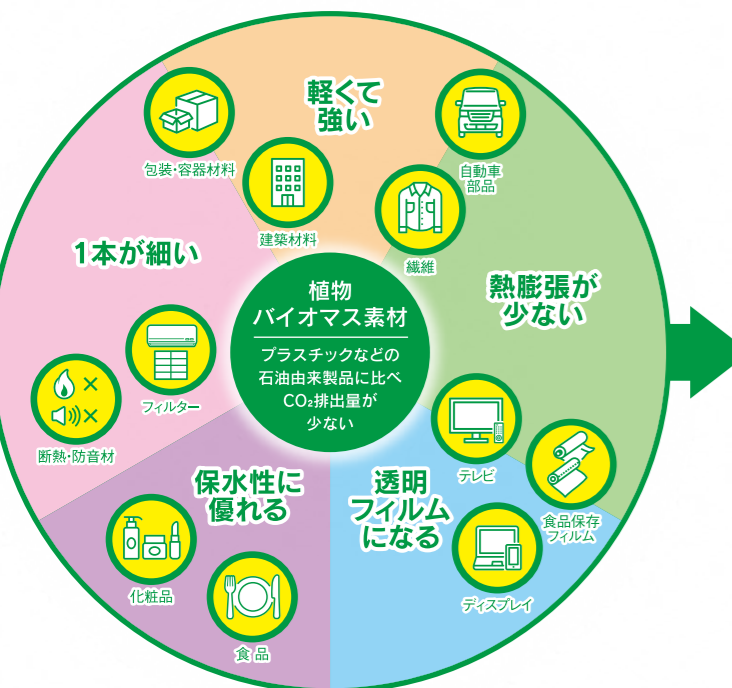 軽くて
強い
包装・容器材料
建築材料
自動車
部品
繊維
1本が細い
熱膨張が
少ない
植物
バイオマス素材
プラスチックなどの
石油由来製品に比べ
CO₂排出量が
少ない
フィルター
断熱・防音材
保水性に
優れる
化粧品
食品
透明
フィルム
になる
テレビ
食品保存
フィルム
ディスプレイ